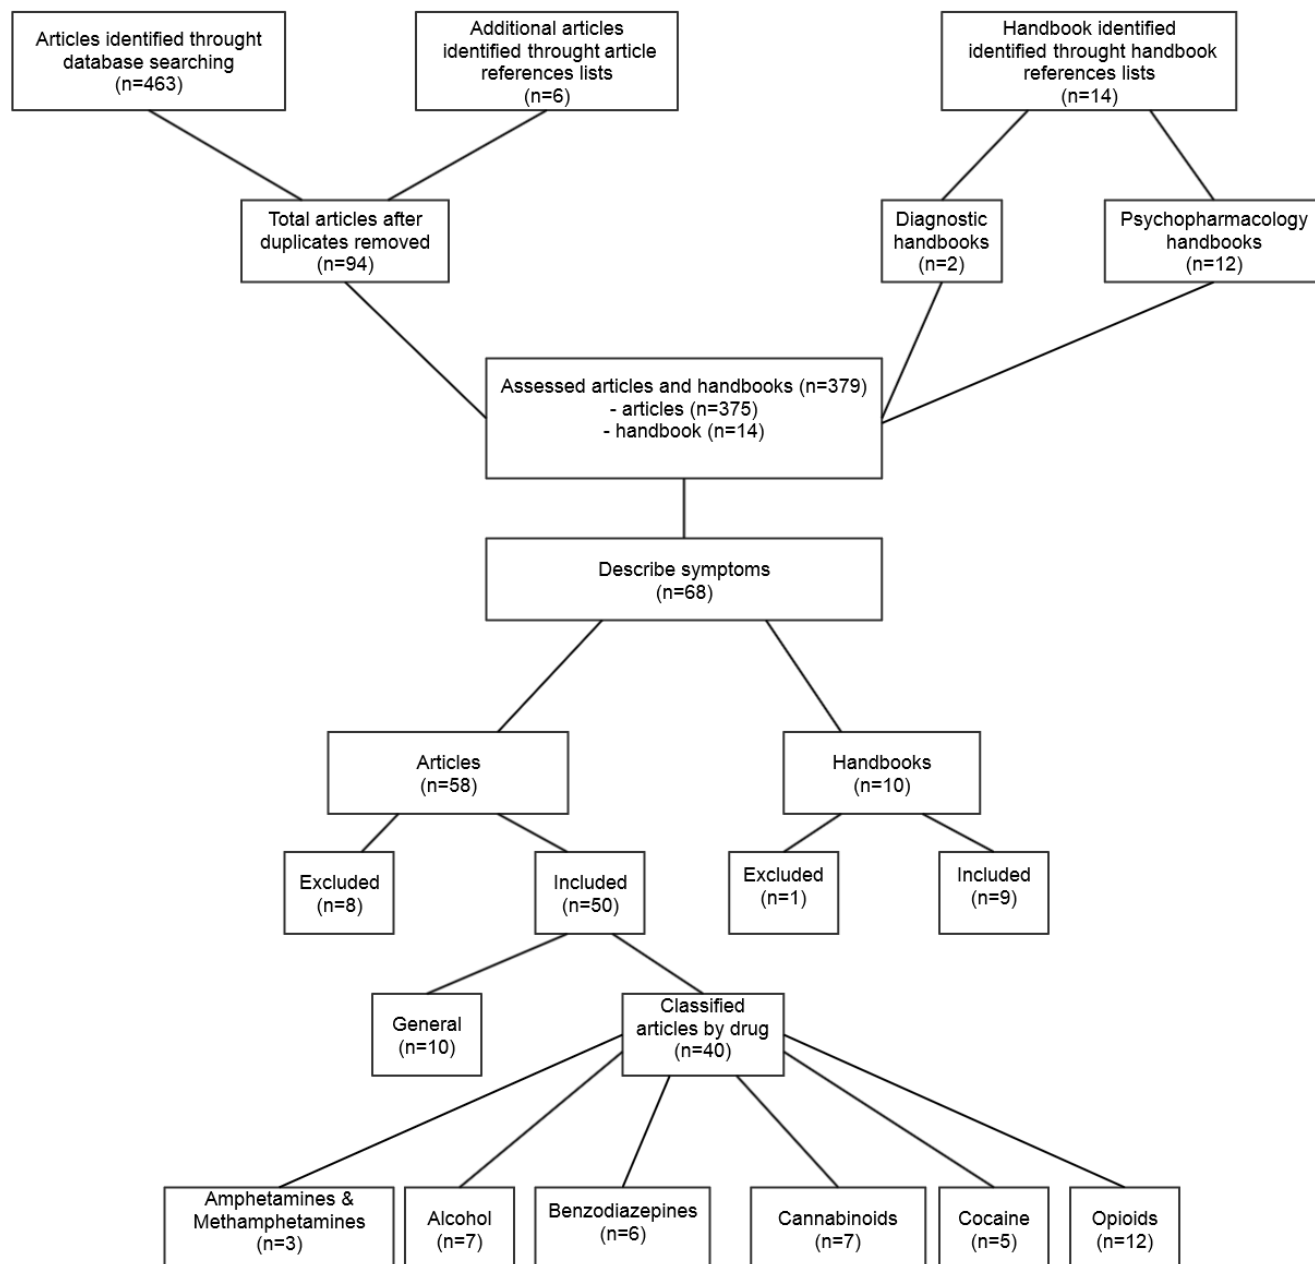 Articles identified throught
database searching
(n=463)
Additional articles
identified throught article
references lists
(n=6)
Handbook identified
identified throught handbook
references lists
(n=14)
Total articles after
duplicates removed
(n=94)
Diagnostic
handbooks
(n=2)
Psychopharmacology
handbooks
(n=12)
Assessed articles and handbooks (n=379)
- articles (n=375)
- handbook (n=14)
Describe symptoms
(n=68)
Articles
(n=58)
Handbooks
(n=10)
Excluded
(n=8)
Included
(n=50)
Excluded
(n=1)
Included
(n=9)
General
(n=10)
Classified
articles by drug
(n=40)
Amphetamines &
Methamphetamines
(n=3)
Alcohol
(n=7)
Benzodiazepines
(n=6)
Cannabinoids
(n=7)
Cocaine
(n=5)
Opioids
(n=12)